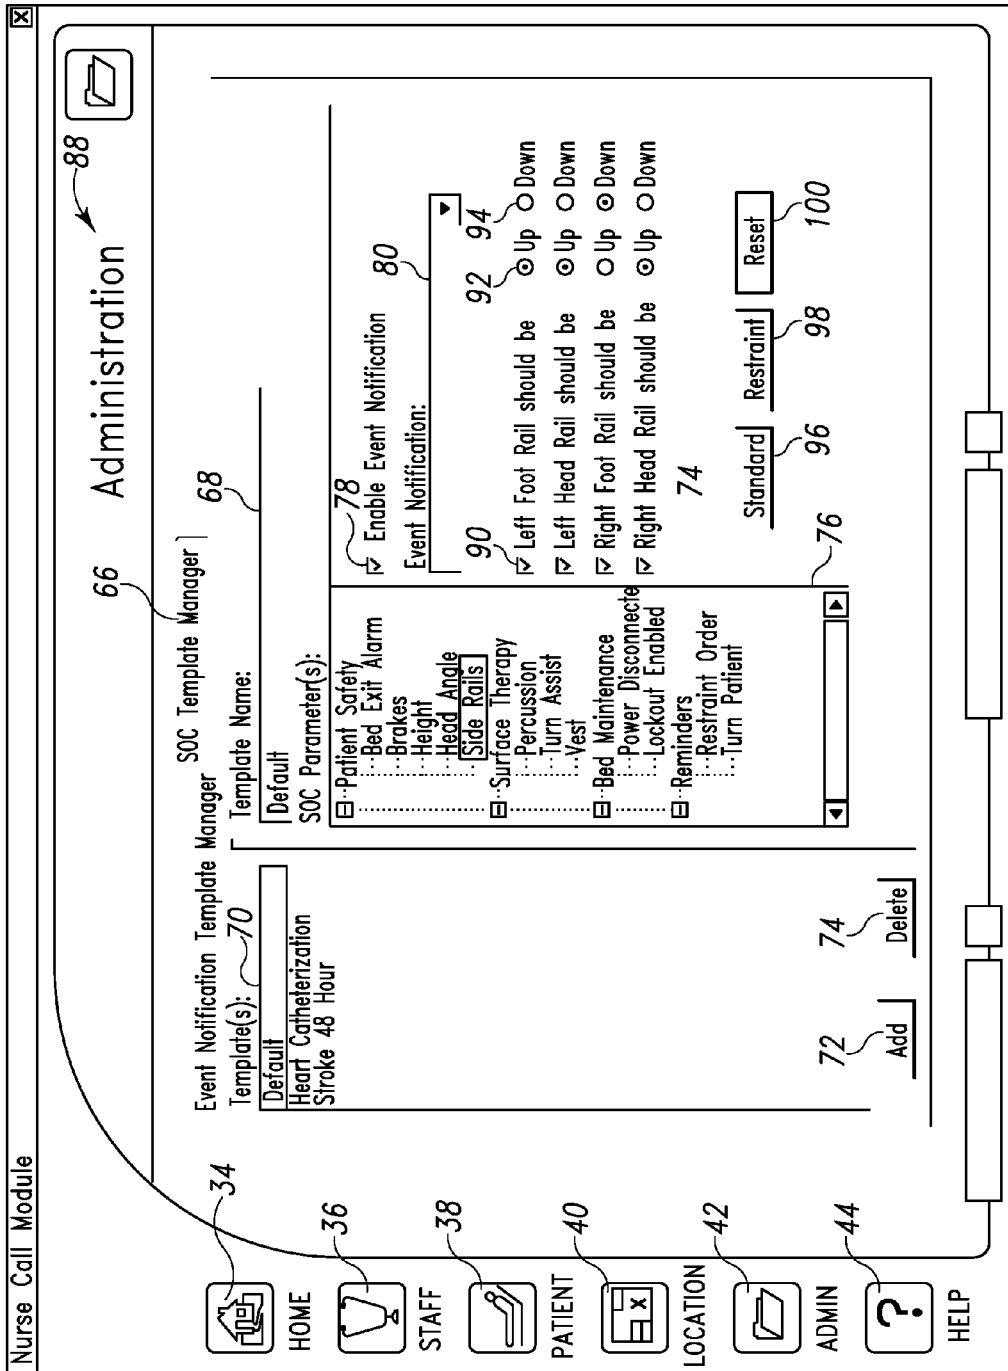 Nurse Call Module
X
88
Administration
66
Event Notification Template Manager
SOC Template Manager
Template(s):
70
Default
Heart Catheterization
Stroke 48 Hour
72
Add
74
Delete
Template Name:
68
Default
SOC Parameter(s):
Patient Safety
Bed Exit Alarm
Brakes
Height
Head Angle
Side Rails
Surface Therapy
Percussion
Turn Assist
Vest
Bed Maintenance
Power Disconnecte
Lockout Enabled
Reminders
Restraint Order
Turn Patient
76
78
Enable Event Notification
Event Notification:
80
90
92
94
Left Foot Rail should be Up Down
Left Head Rail should be Up Down
Right Foot Rail should be Up Down
Right Head Rail should be Up Down
74
Standard Restraint Reset
96 98 100
34
HOME
36
STAFF
38
PATIENT
40
X
LOCATION
42
ADMIN
44
?
HELP